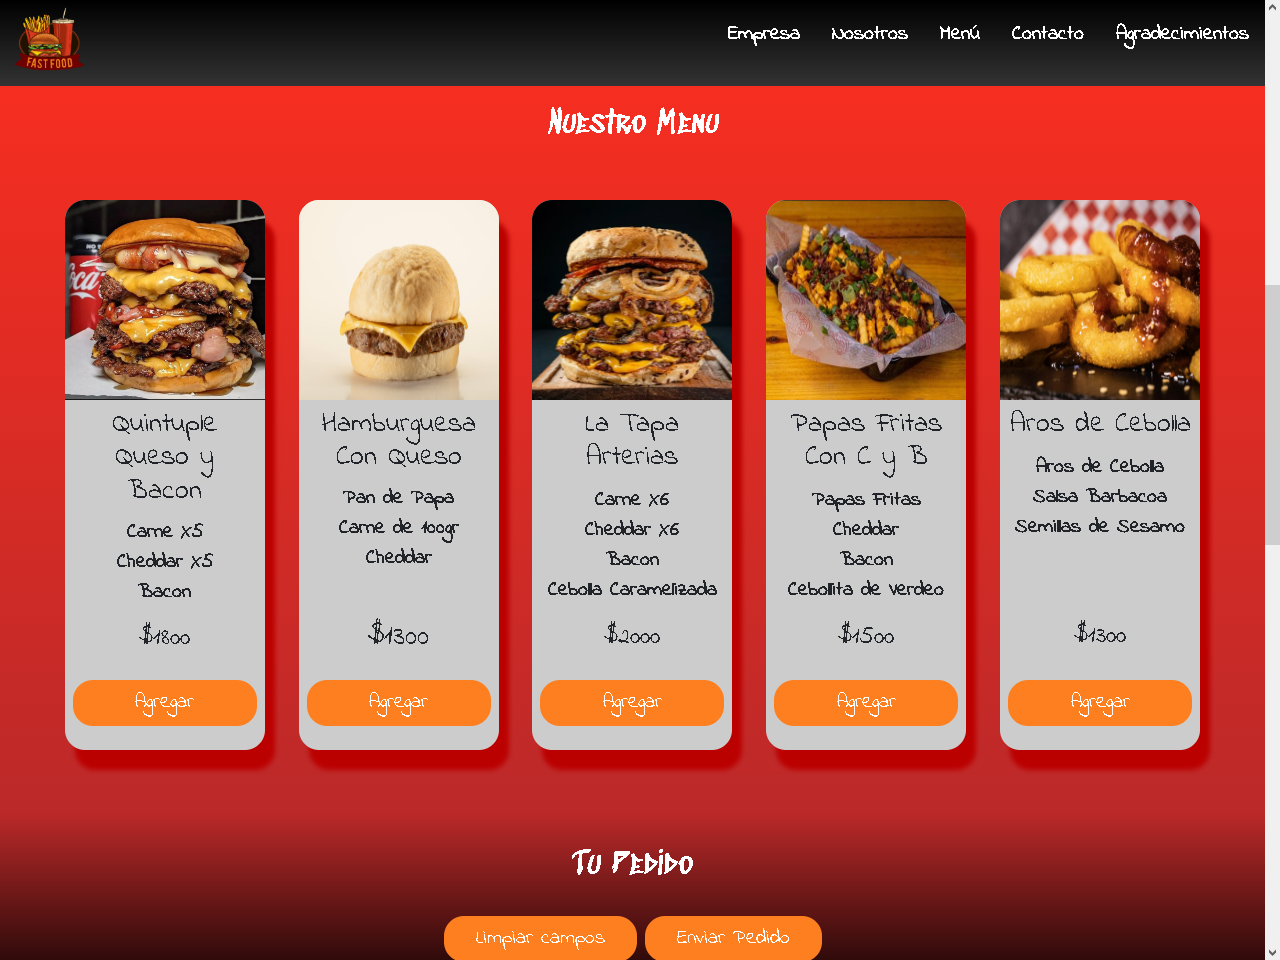 FAST FOOD
Empresa Nosotros Menú Contacto Agradecimientos
Nuestro Menu
Quintuple
Queso y
Bacon
Carne X5
Cheddar X5
Bacon
$1800
Agregar
Hamburguesa
Con Queso
Pan de Papa
Carne de 100gr
Cheddar
$1300
Agregar
La Tapa
Arterias
Carne X6
Cheddar X6
Bacon
Cebolla Caramelizada
$2000
Agregar
Papas Fritas
Con C y B
Papas Fritas
Cheddar
Bacon
Cebollita de Verdeo
$1500
Agregar
Aros de Cebolla
Aros de Cebolla
Salsa Barbacoa
Semillas de Sesamo
$1300
Agregar
Tu Pedido
Limpiar campos Enviar Pedido